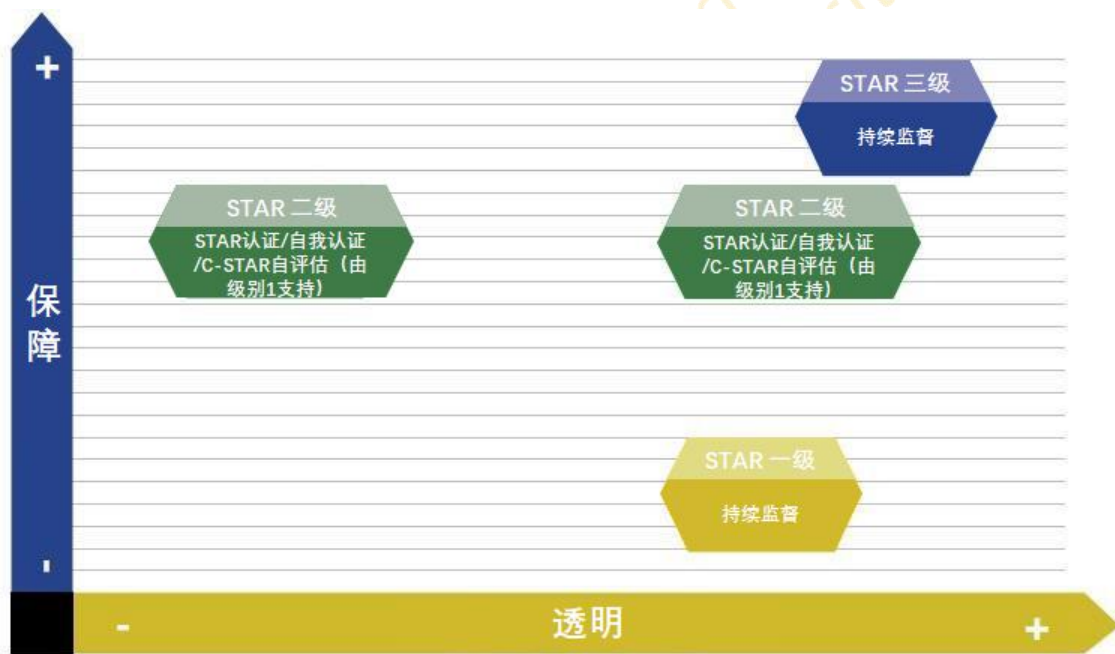 +
STAR 三级
持续监督
STAR 二级
STAR认证/自我认证
/C-STAR自评估（由
级别1支持）
STAR 二级
STAR认证/自我认证
/C-STAR自评估（由
级别1支持）
保
障
STAR 一级
持续监督
-
-
透明
+